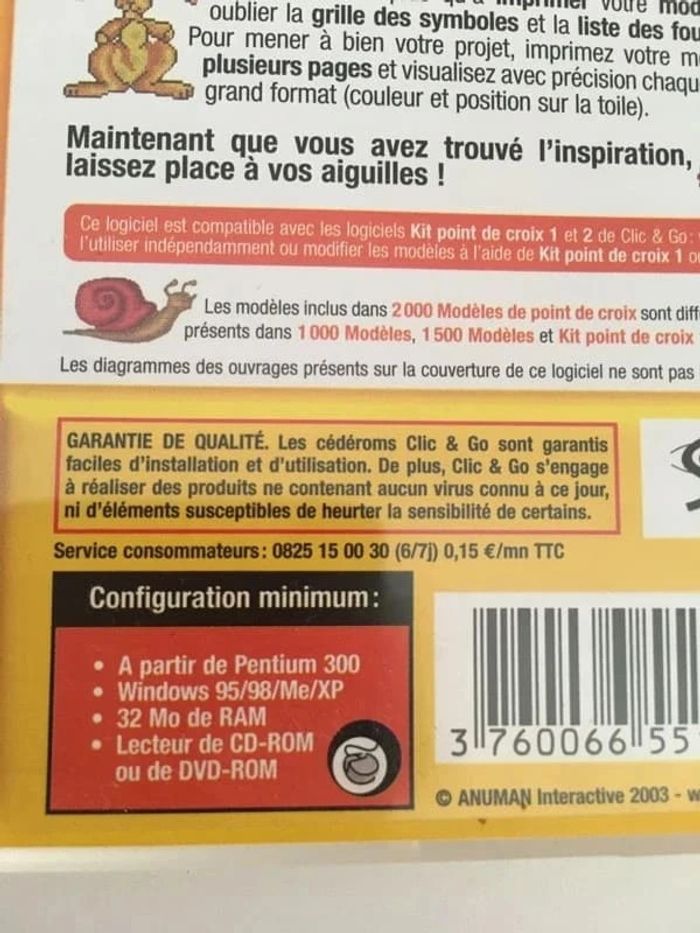 imprimer votre mod
oublier la grille des symboles et la liste des fou
Pour mener à bien votre projet, imprimez votre m
plusieurs pages et visualisez avec précision chaqu
grand format (couleur et position sur la toile).
Maintenant que vous avez trouvé l'inspiration,
laissez place à vos aiguilles !
Ce logiciel est compatible avec les logiciels Kit point de croix 1 et 2 de Clic & Go :
l'utiliser indépendamment ou modifier les modèles à l'aide de Kit point de croix 1 o
Les modèles inclus dans 2 000 Modèles de point de croix sont diff
présents dans 1 000 Modèles, 1 500 Modèles et Kit point de croix
Les diagrammes des ouvrages présents sur la couverture de ce logiciel ne sont pas
GARANTIE DE QUALITÉ. Les cédéroms Clic & Go sont garantis
faciles d'installation et d'utilisation. De plus, Clic & Go s'engage
à réaliser des produits ne contenant aucun virus connu à ce jour,
ni d'éléments susceptibles de heurter la sensibilité de certains.
Service consommateurs : 0825 15 00 30 (6/7j) 0,15 €/mn TTC
Configuration minimum :
• A partir de Pentium 300
• Windows 95/98/Me/XP
• 32 Mo de RAM
• Lecteur de CD-ROM
ou de DVD-ROM
3 760066 55
© ANUMAN Interactive 2003 - w